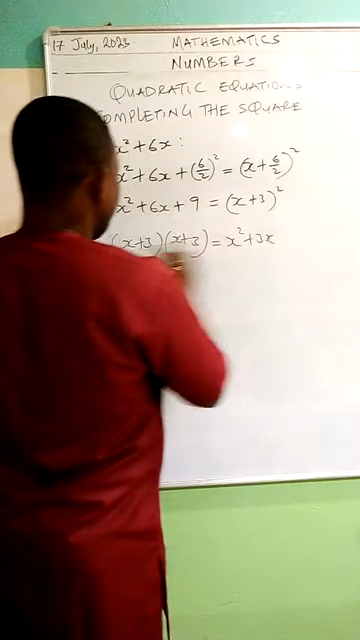 17 July, 2023. MATHEMATICS
NUMBERS
QUADRATIC EQUATIONS
COMPLETING THE SQUARE
x² + 6x :
x² + 6x + (6/2)² = (x + 6/2)²
x² + 6x + 9 = (x + 3)²
(x+3)(x+3) = x² + 3x